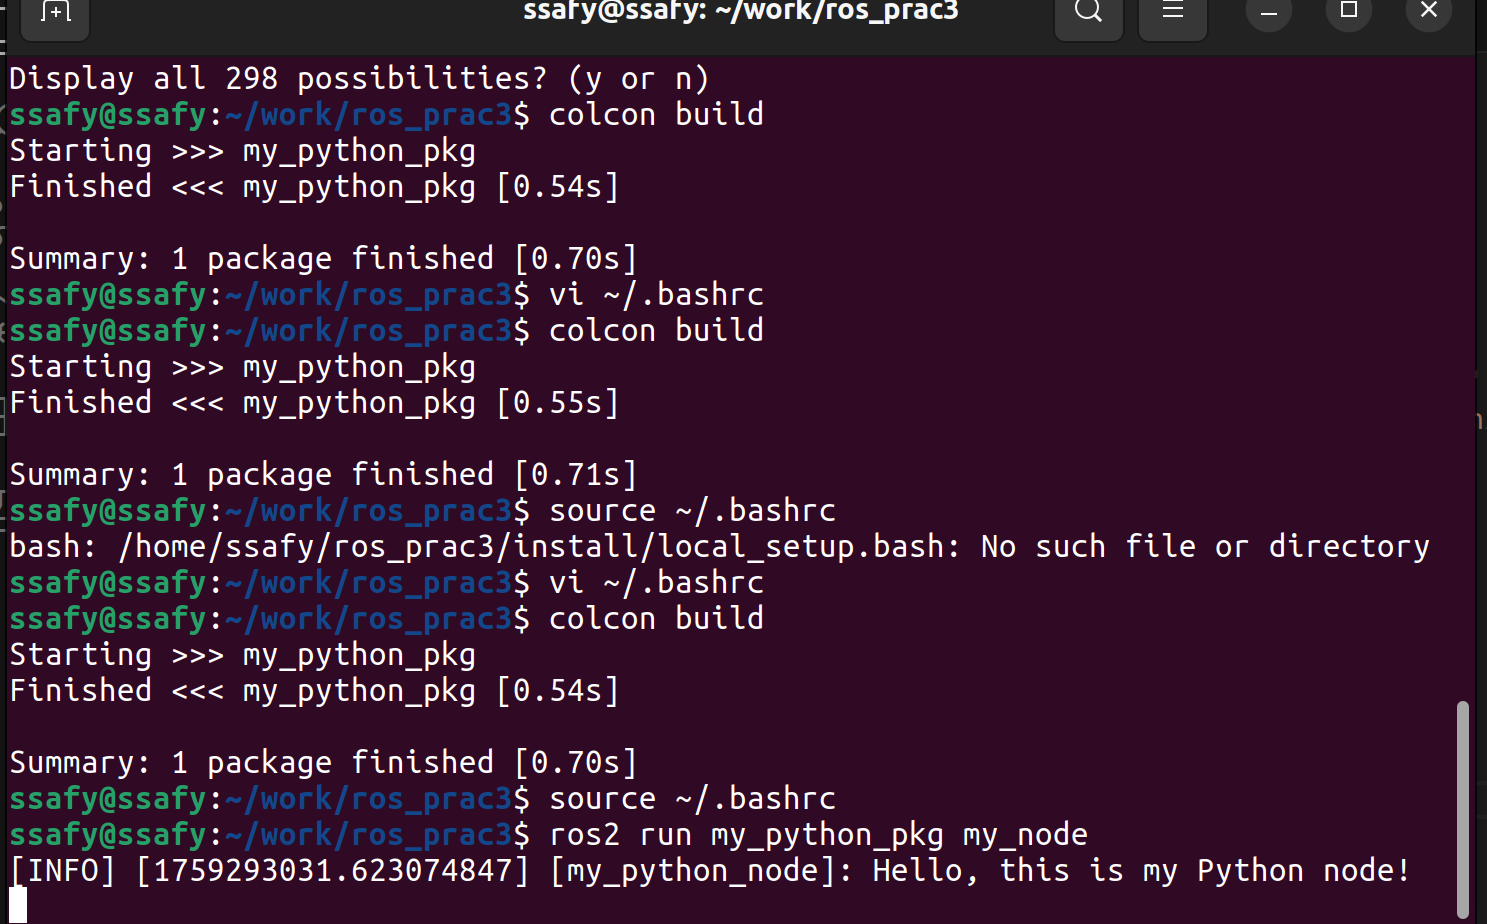 ssafy@ssafy: ~/work/ros_prac3
Display all 298 possibilities? (y or n)
ssafy@ssafy:~/work/ros_prac3$ colcon build
Starting >>> my_python_pkg
Finished <<< my_python_pkg [0.54s]
Summary: 1 package finished [0.70s]
ssafy@ssafy:~/work/ros_prac3$ vi ~/.bashrc
ssafy@ssafy:~/work/ros_prac3$ colcon build
Starting >>> my_python_pkg
Finished <<< my_python_pkg [0.55s]
Summary: 1 package finished [0.71s]
ssafy@ssafy:~/work/ros_prac3$ source ~/.bashrc
bash: /home/ssafy/ros_prac3/install/local_setup.bash: No such file or directory
ssafy@ssafy:~/work/ros_prac3$ vi ~/.bashrc
ssafy@ssafy:~/work/ros_prac3$ colcon build
Starting >>> my_python_pkg
Finished <<< my_python_pkg [0.54s]
Summary: 1 package finished [0.70s]
ssafy@ssafy:~/work/ros_prac3$ source ~/.bashrc
ssafy@ssafy:~/work/ros_prac3$ ros2 run my_python_pkg my_node
[INFO] [1759293031.623074847] [my_python_node]: Hello, this is my Python node!